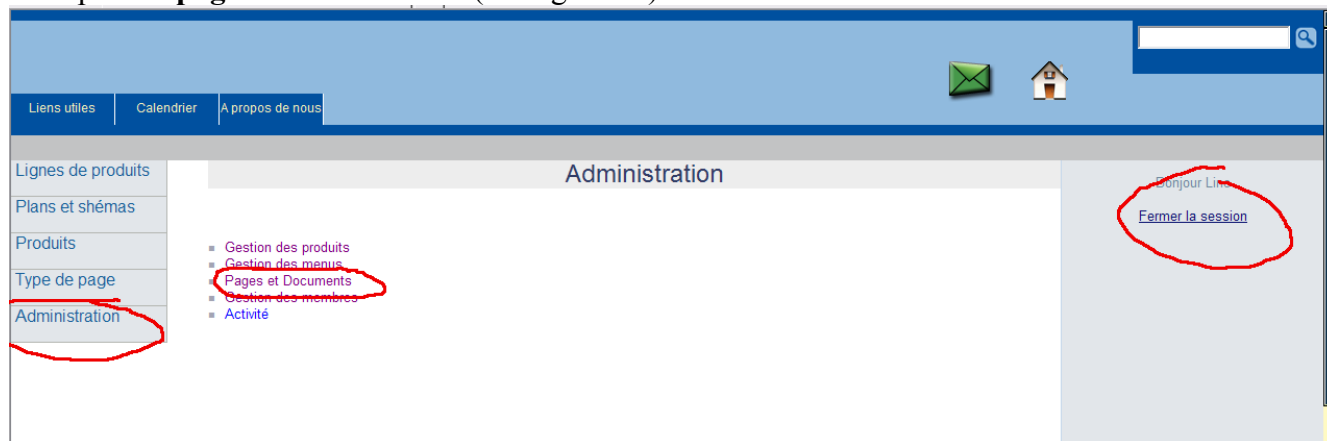 Liens utiles
Calendrier
A propos de nous
Lignes de produits
Plans et shémas
Produits
Type de page
Administration
Administration
Gestion des produits
Gestion des menus
Pages et Documents
Gestion des membres
Activité
Bonjour Line
Fermer la session